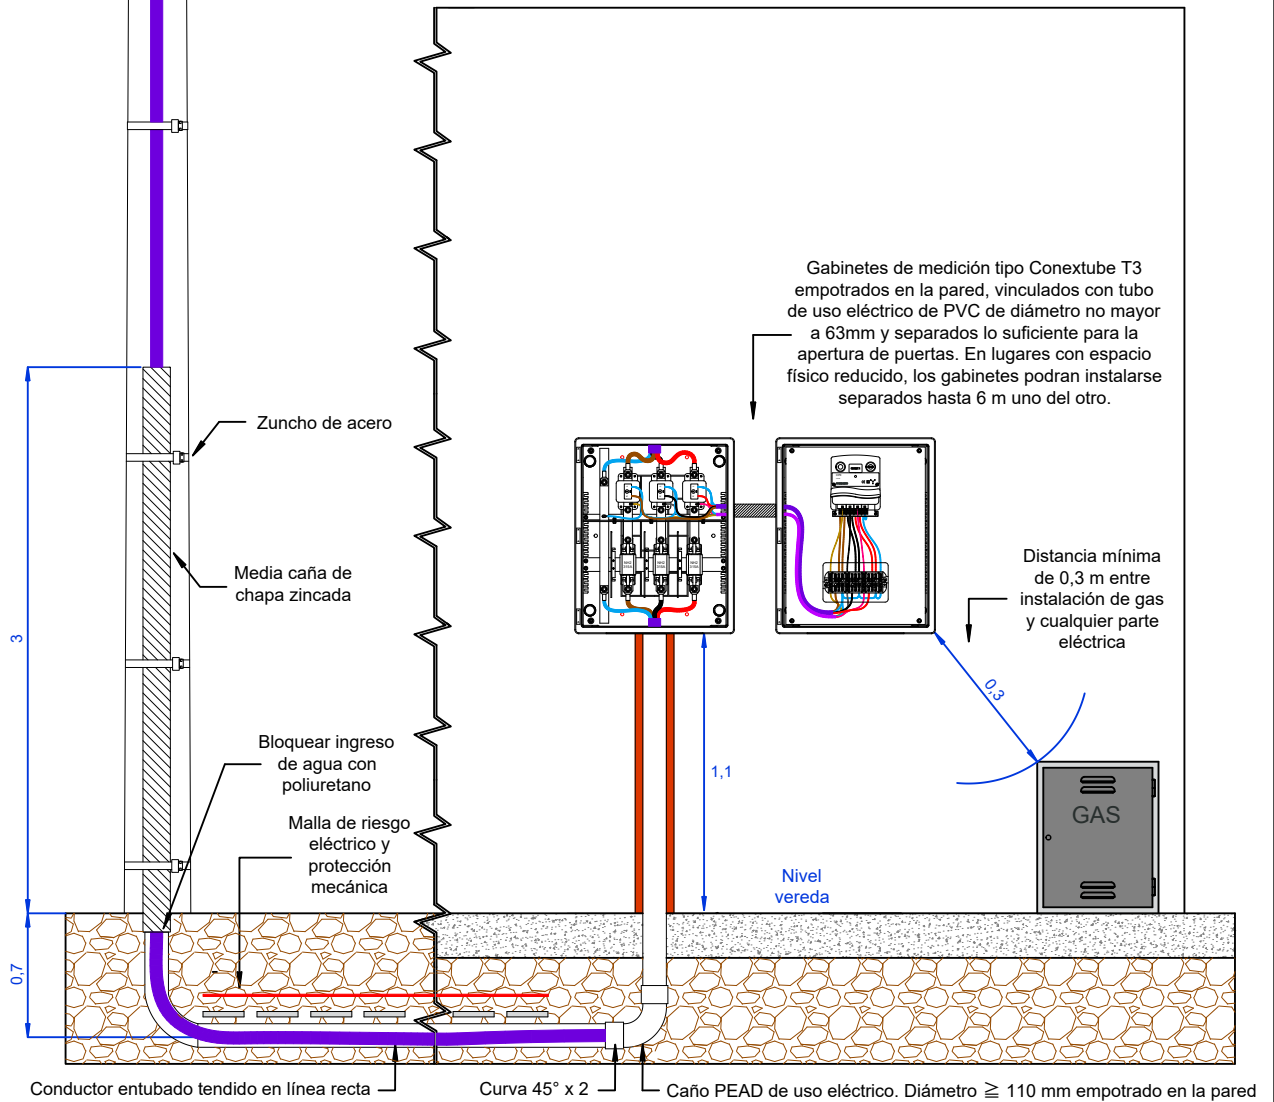 Gabinetes de medición tipo Conextube T3
empotrados en la pared, vinculados con tubo
de uso eléctrico de PVC de diámetro no mayor
a 63mm y separados lo suficiente para la
apertura de puertas. En lugares con espacio
físico reducido, los gabinetes podran instalarse
separados hasta 6 m uno del otro.
Zuncho de acero
Media caña de
chapa zincada
3
Distancia mínima
de 0,3 m entre
instalación de gas
y cualquier parte
eléctrica
0,3
Bloquear ingreso
de agua con
poliuretano
1,1
Malla de riesgo
eléctrico y
protección
mecánica
GAS
Nivel
vereda
0,7
Conductor entubado tendido en línea recta
Curva 45° x 2
Caño PEAD de uso eléctrico. Diámetro ≧ 110 mm empotrado en la pared